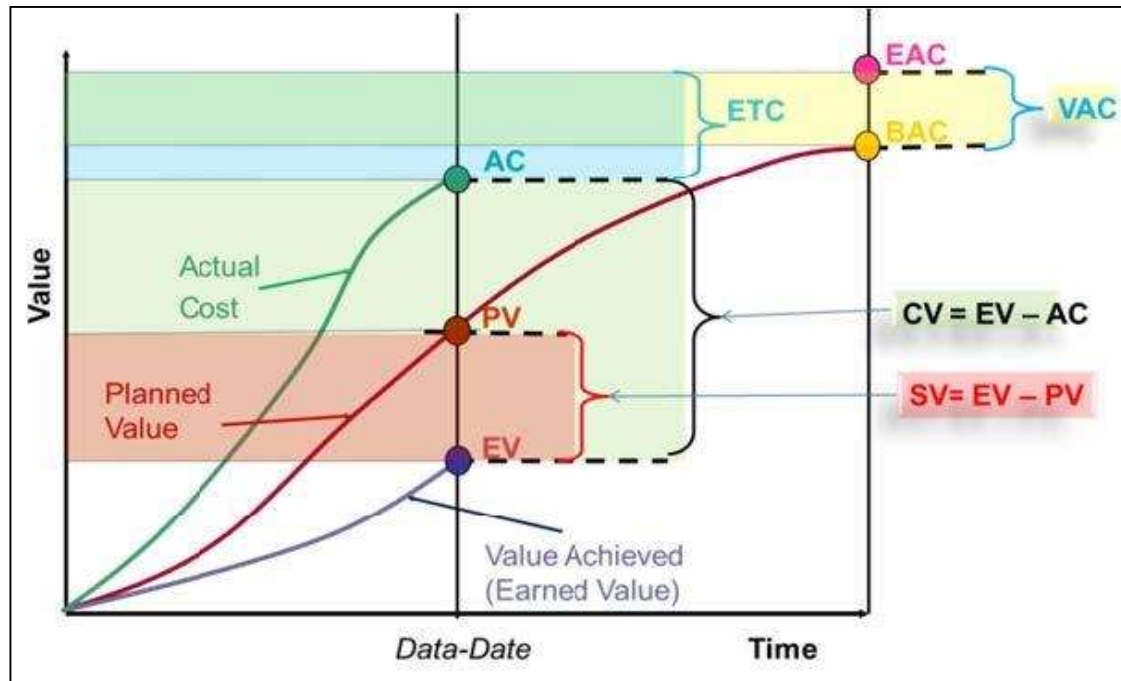 EAC
ETC
VAC
BAC
AC
Actual
Cost
Value
PV
CV = EV – AC
Planned
Value
SV= EV – PV
EV
Value Achieved
(Earned Value)
Data-Date
Time